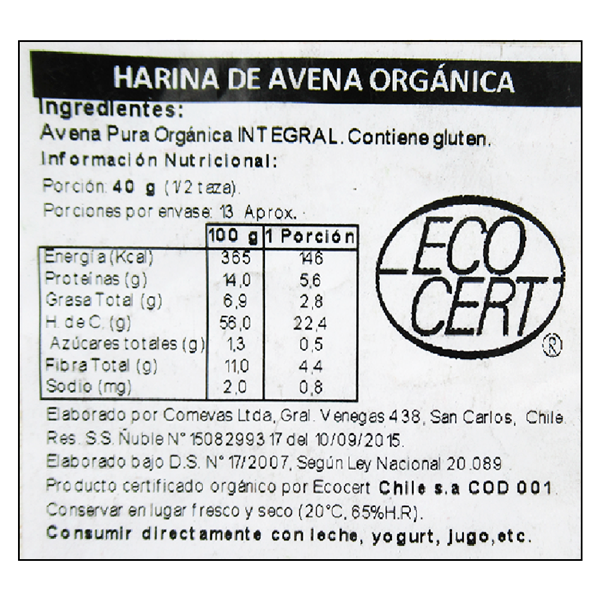 HARINA DE AVENA ORGÁNICA
Ingredientes:
Avena Pura Orgánica INTEGRAL. Contiene gluten.
Información Nutricional:
Porción: 40 g (1/2 taza).
Porciones por envase: 13 Aprox.
100 g 1 Porción
Energía (Kcal) 365 146
Proteínas (g) 14,0 5,6
Grasa Total (g) 6,9 2,8
H. de C. (g) 56,0 22,4
Azúcares totales (g) 1,3 0,5
Fibra Total (g) 11,0 4,4
Sodio (mg) 2,0 0,8
ECO
CERT
®
Elaborado por Comevas Ltda, Gral. Venegas 438, San Carlos, Chile.
Res. S.S. Ñuble N° 1508299317 del 10/09/2015.
Elaborado bajo D.S. N° 17/2007, Según Ley Nacional 20.089
Producto certificado orgánico por Ecocert Chile s.a COD 001.
Conservar en lugar fresco y seco (20°C, 65%H.R).
Consumir directamente con leche, yogurt, jugo,etc.